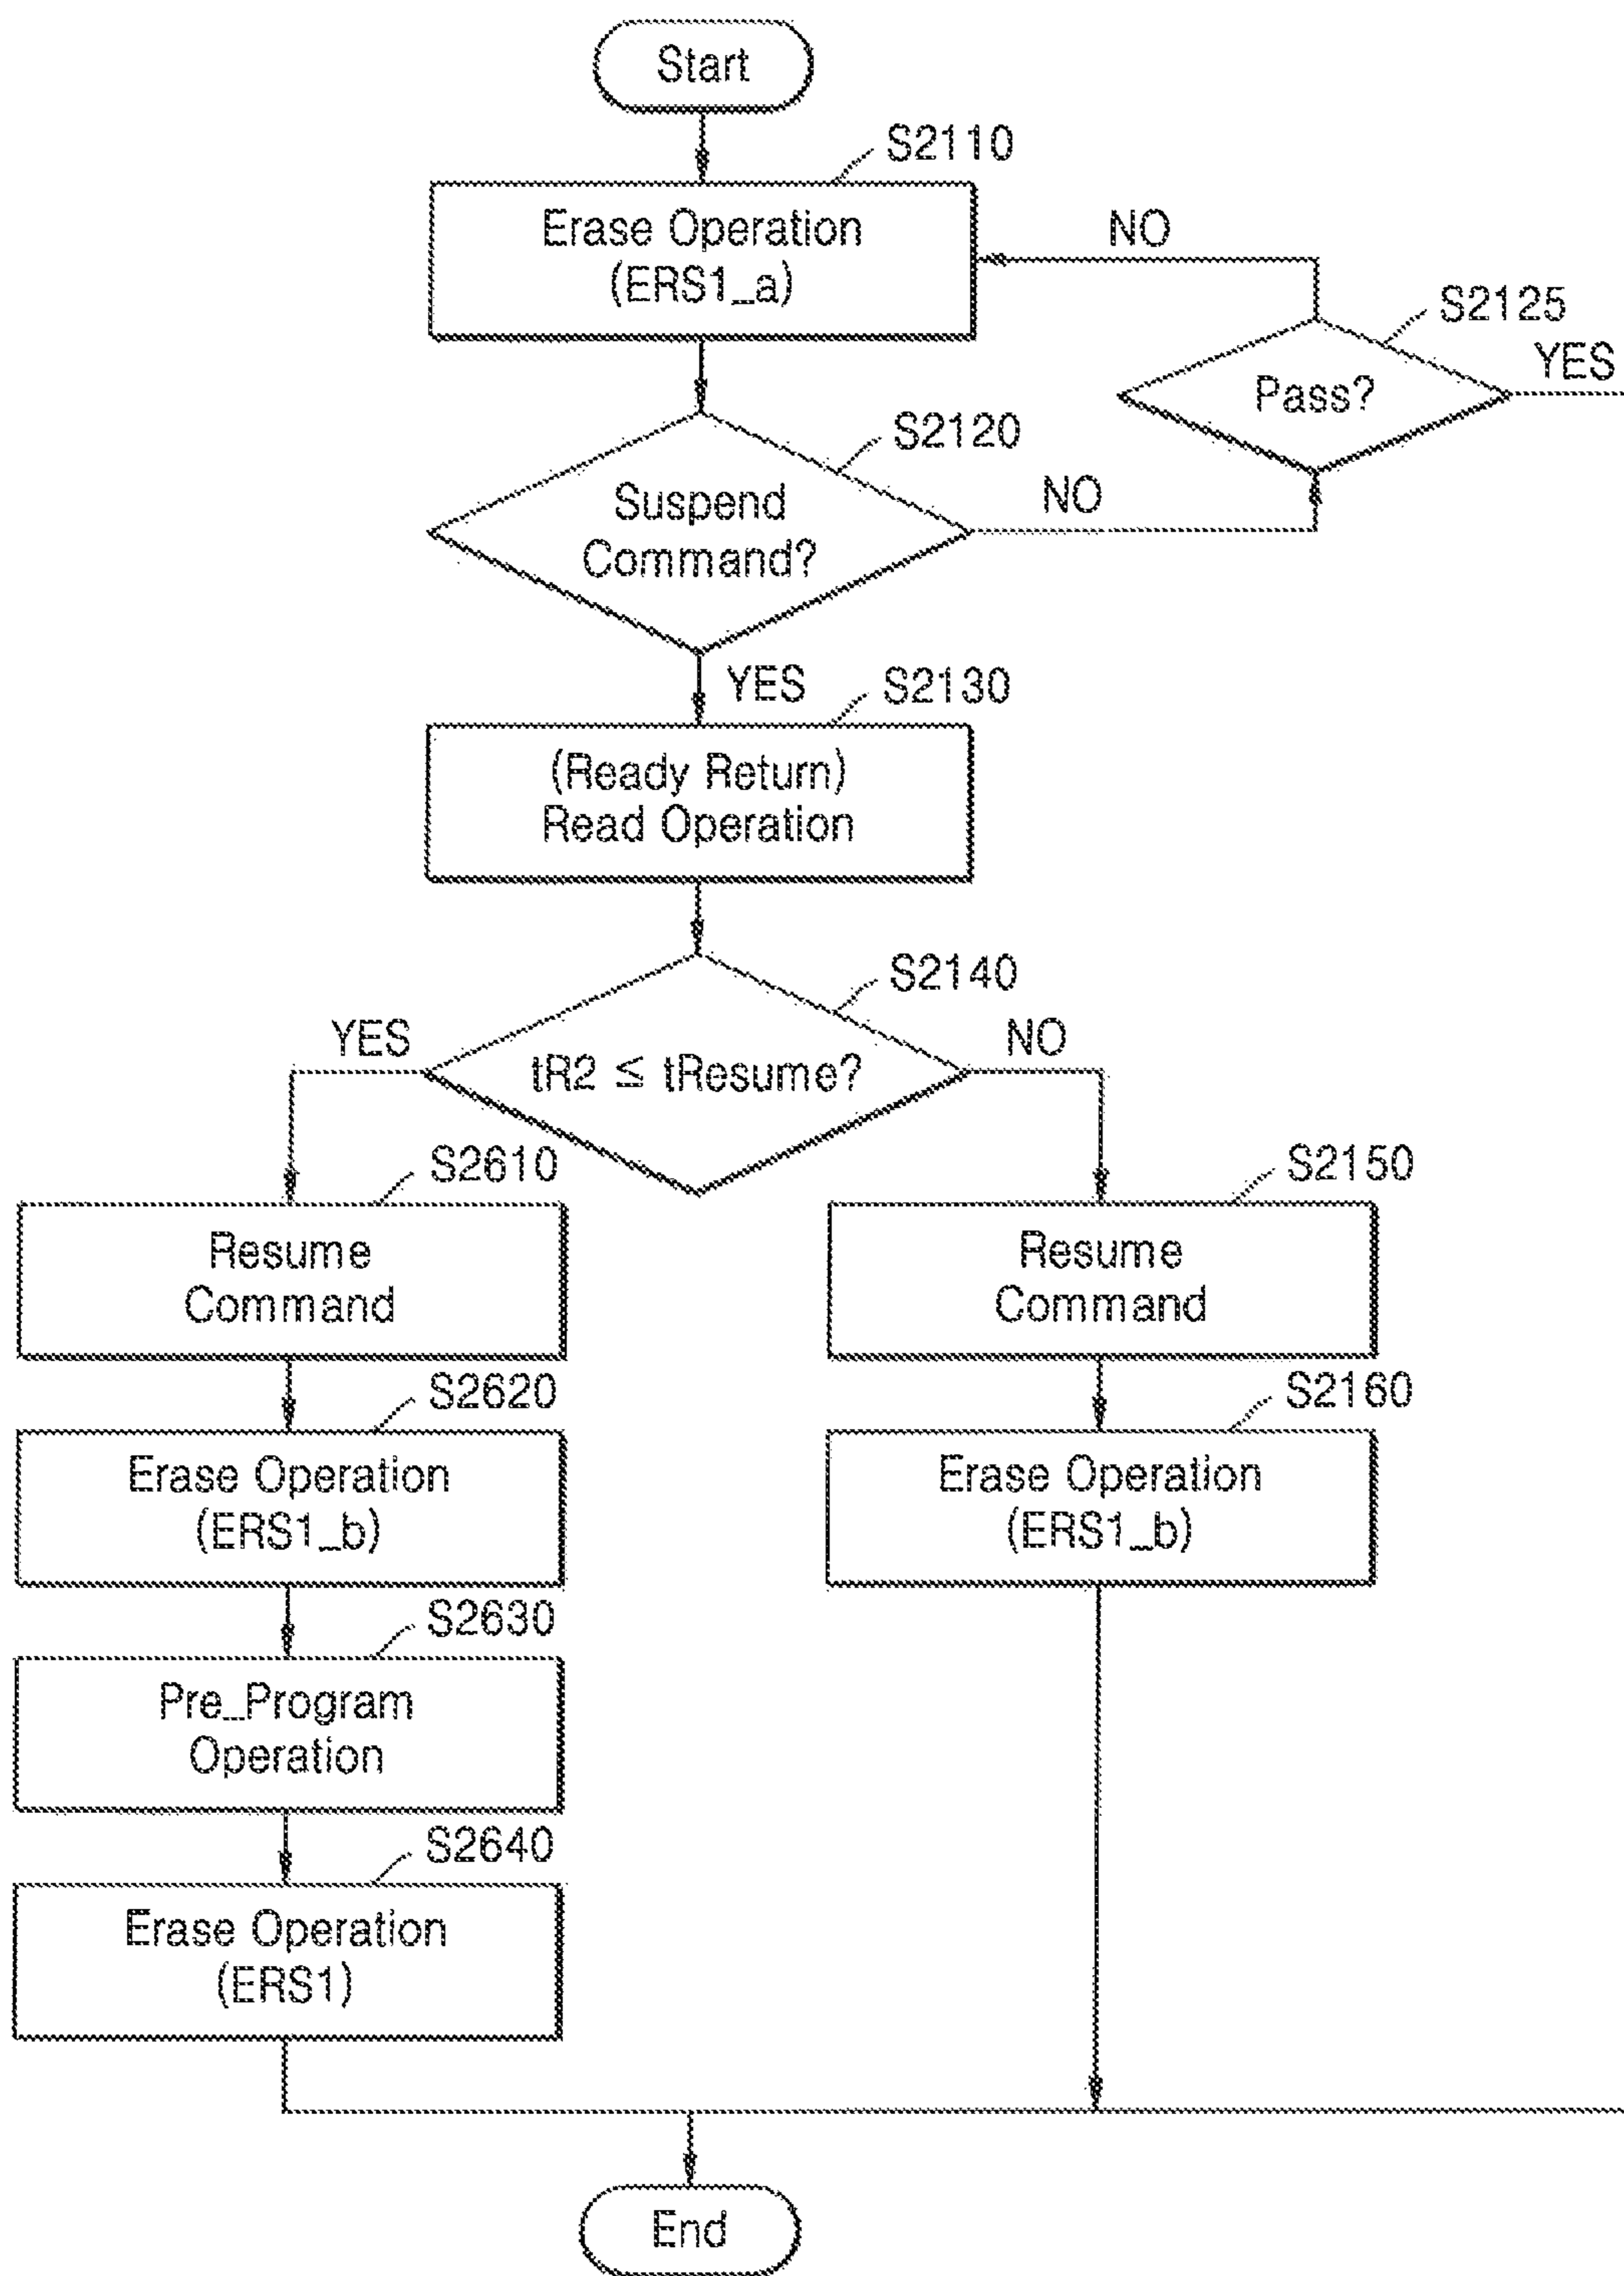 Start
S2110
Erase Operation
(ERS1_a)
NO
S2125
Pass?
YES
S2120
Suspend
Command?
NO
YES
S2130
(Ready Return)
Read Operation
S2140
YES
tR2 ≤ tResume?
NO
S2610
Resume
Command
S2150
Resume
Command
S2620
Erase Operation
(ERS1_b)
S2160
Erase Operation
(ERS1_b)
S2630
Pre_Program
Operation
S2640
Erase Operation
(ERS1)
End